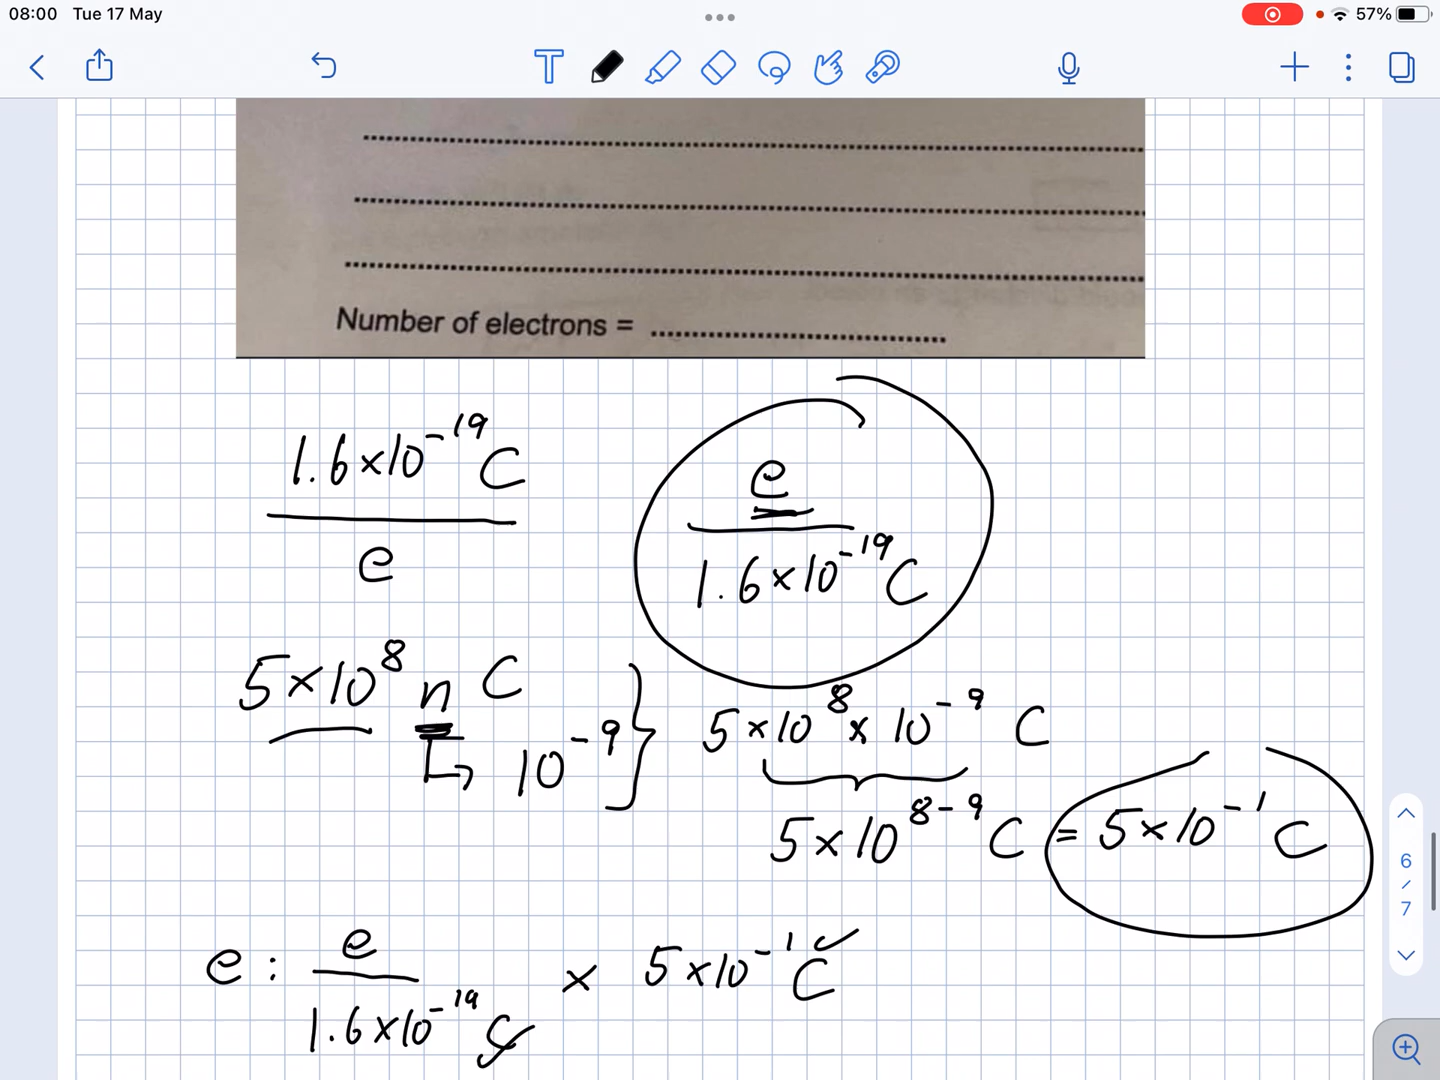 08:00 Tue 17 May 57%
T
Number of electrons = ........................
1.6×10⁻¹⁹C
e
e
1.6×10⁻¹⁹C
5×10⁸ n C
↳ 10⁻⁹
5×10⁸×10⁻⁹ C
5×10⁸⁻⁹ C = 5×10⁻¹ C
e : e
1.6×10⁻¹⁹ C × 5×10⁻¹ C
6
/
7